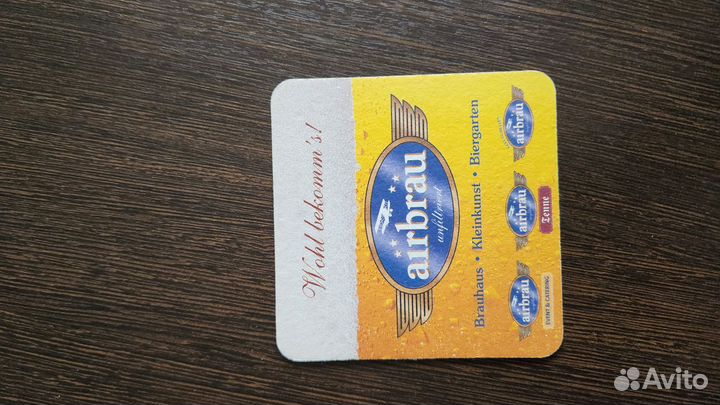 Wohl bekomm's!
airbräu
unfiltriert
Brauhaus • Kleinkunst • Biergarten
airbräu
EVENT & CATERING
airbräu
Tenne
airbräu
Avito